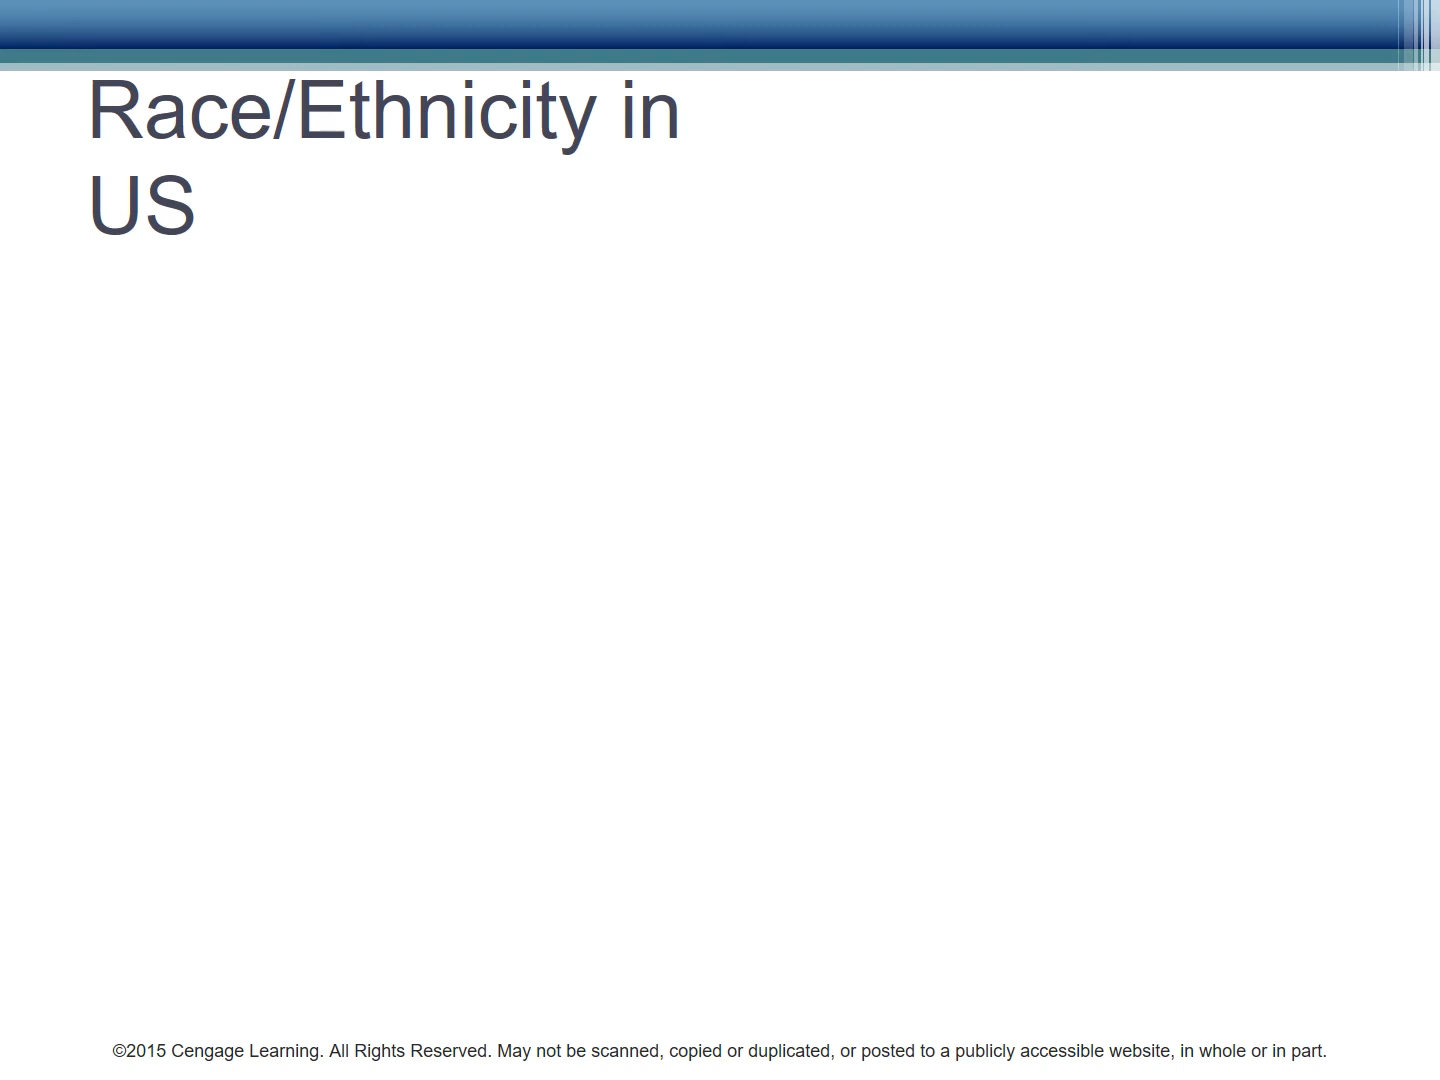 Race/Ethnicity in
US
©2015 Cengage Learning. All Rights Reserved. May not be scanned, copied or duplicated, or posted to a publicly accessible website, in whole or in part.